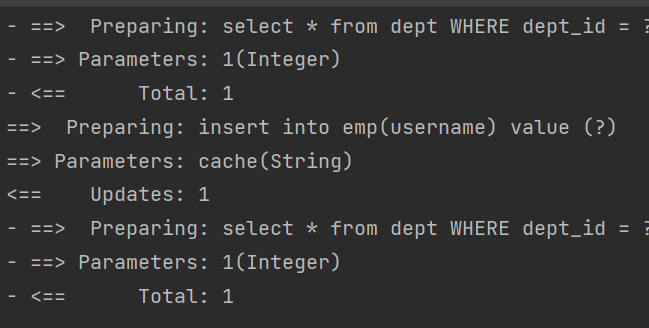 - ==>  Preparing: select * from dept WHERE dept_id = ?
- ==> Parameters: 1(Integer)
- <==      Total: 1
==>  Preparing: insert into emp(username) value (?)
==> Parameters: cache(String)
<==    Updates: 1
- ==>  Preparing: select * from dept WHERE dept_id = ?
- ==> Parameters: 1(Integer)
- <==      Total: 1